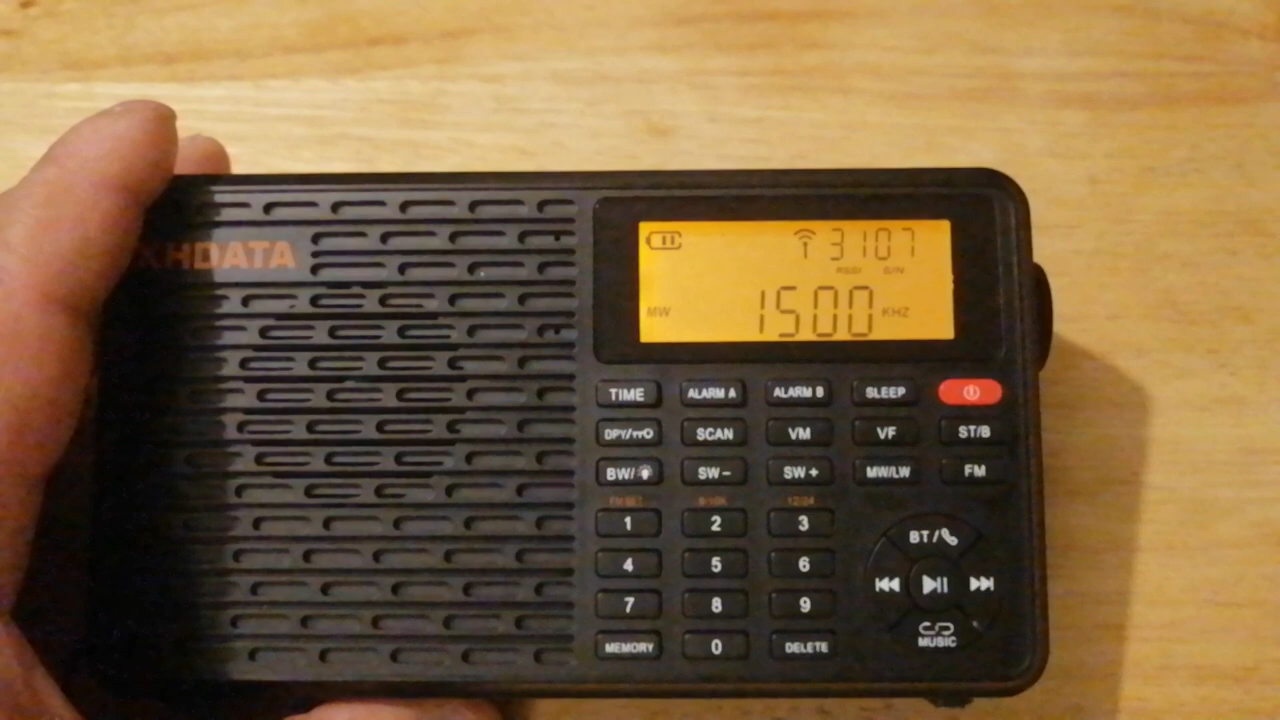 XHDATA
3107
RSSI S/N
MW 1500 KHZ
TIME ALARM A ALARM B SLEEP
DPY/ SCAN VM VF ST/B
BW/ SW- SW+ MW/LW FM
FM SET 9/10K 12/24
1 2 3
BT /
4 5 6
7 8 9
MUSIC
MEMORY 0 DELETE